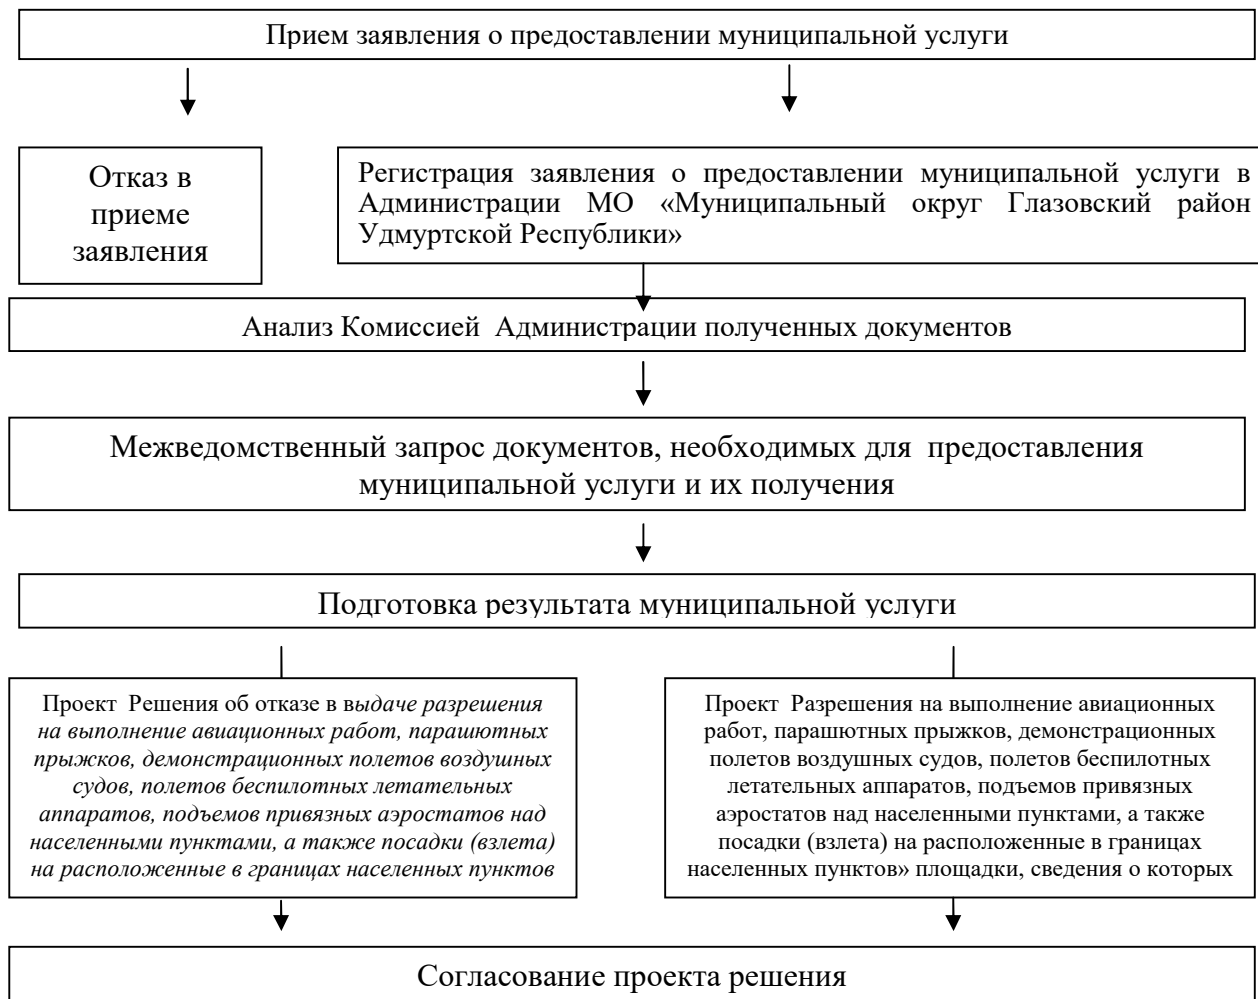 Прием заявления о предоставлении муниципальной услуги
Отказ в
приеме
заявления
Регистрация заявления о предоставлении муниципальной услуги в
Администрации МО «Муниципальный округ Глазовский район
Удмуртской Республики»
Анализ Комиссией Администрации полученных документов
Межведомственный запрос документов, необходимых для предоставления
муниципальной услуги и их получения
Подготовка результата муниципальной услуги
Проект Решения об отказе в выдаче разрешения
на выполнение авиационных работ, парашютных
прыжков, демонстрационных полетов воздушных
судов, полетов беспилотных летательных
аппаратов, подъемов привязных аэростатов над
населенными пунктами, а также посадки (взлета)
на расположенные в границах населенных пунктов
Проект Разрешения на выполнение авиационных
работ, парашютных прыжков, демонстрационных
полетов воздушных судов, полетов беспилотных
летательных аппаратов, подъемов привязных
аэростатов над населенными пунктами, а также
посадки (взлета) на расположенные в границах
населенных пунктов» площадки, сведения о которых
Согласование проекта решения